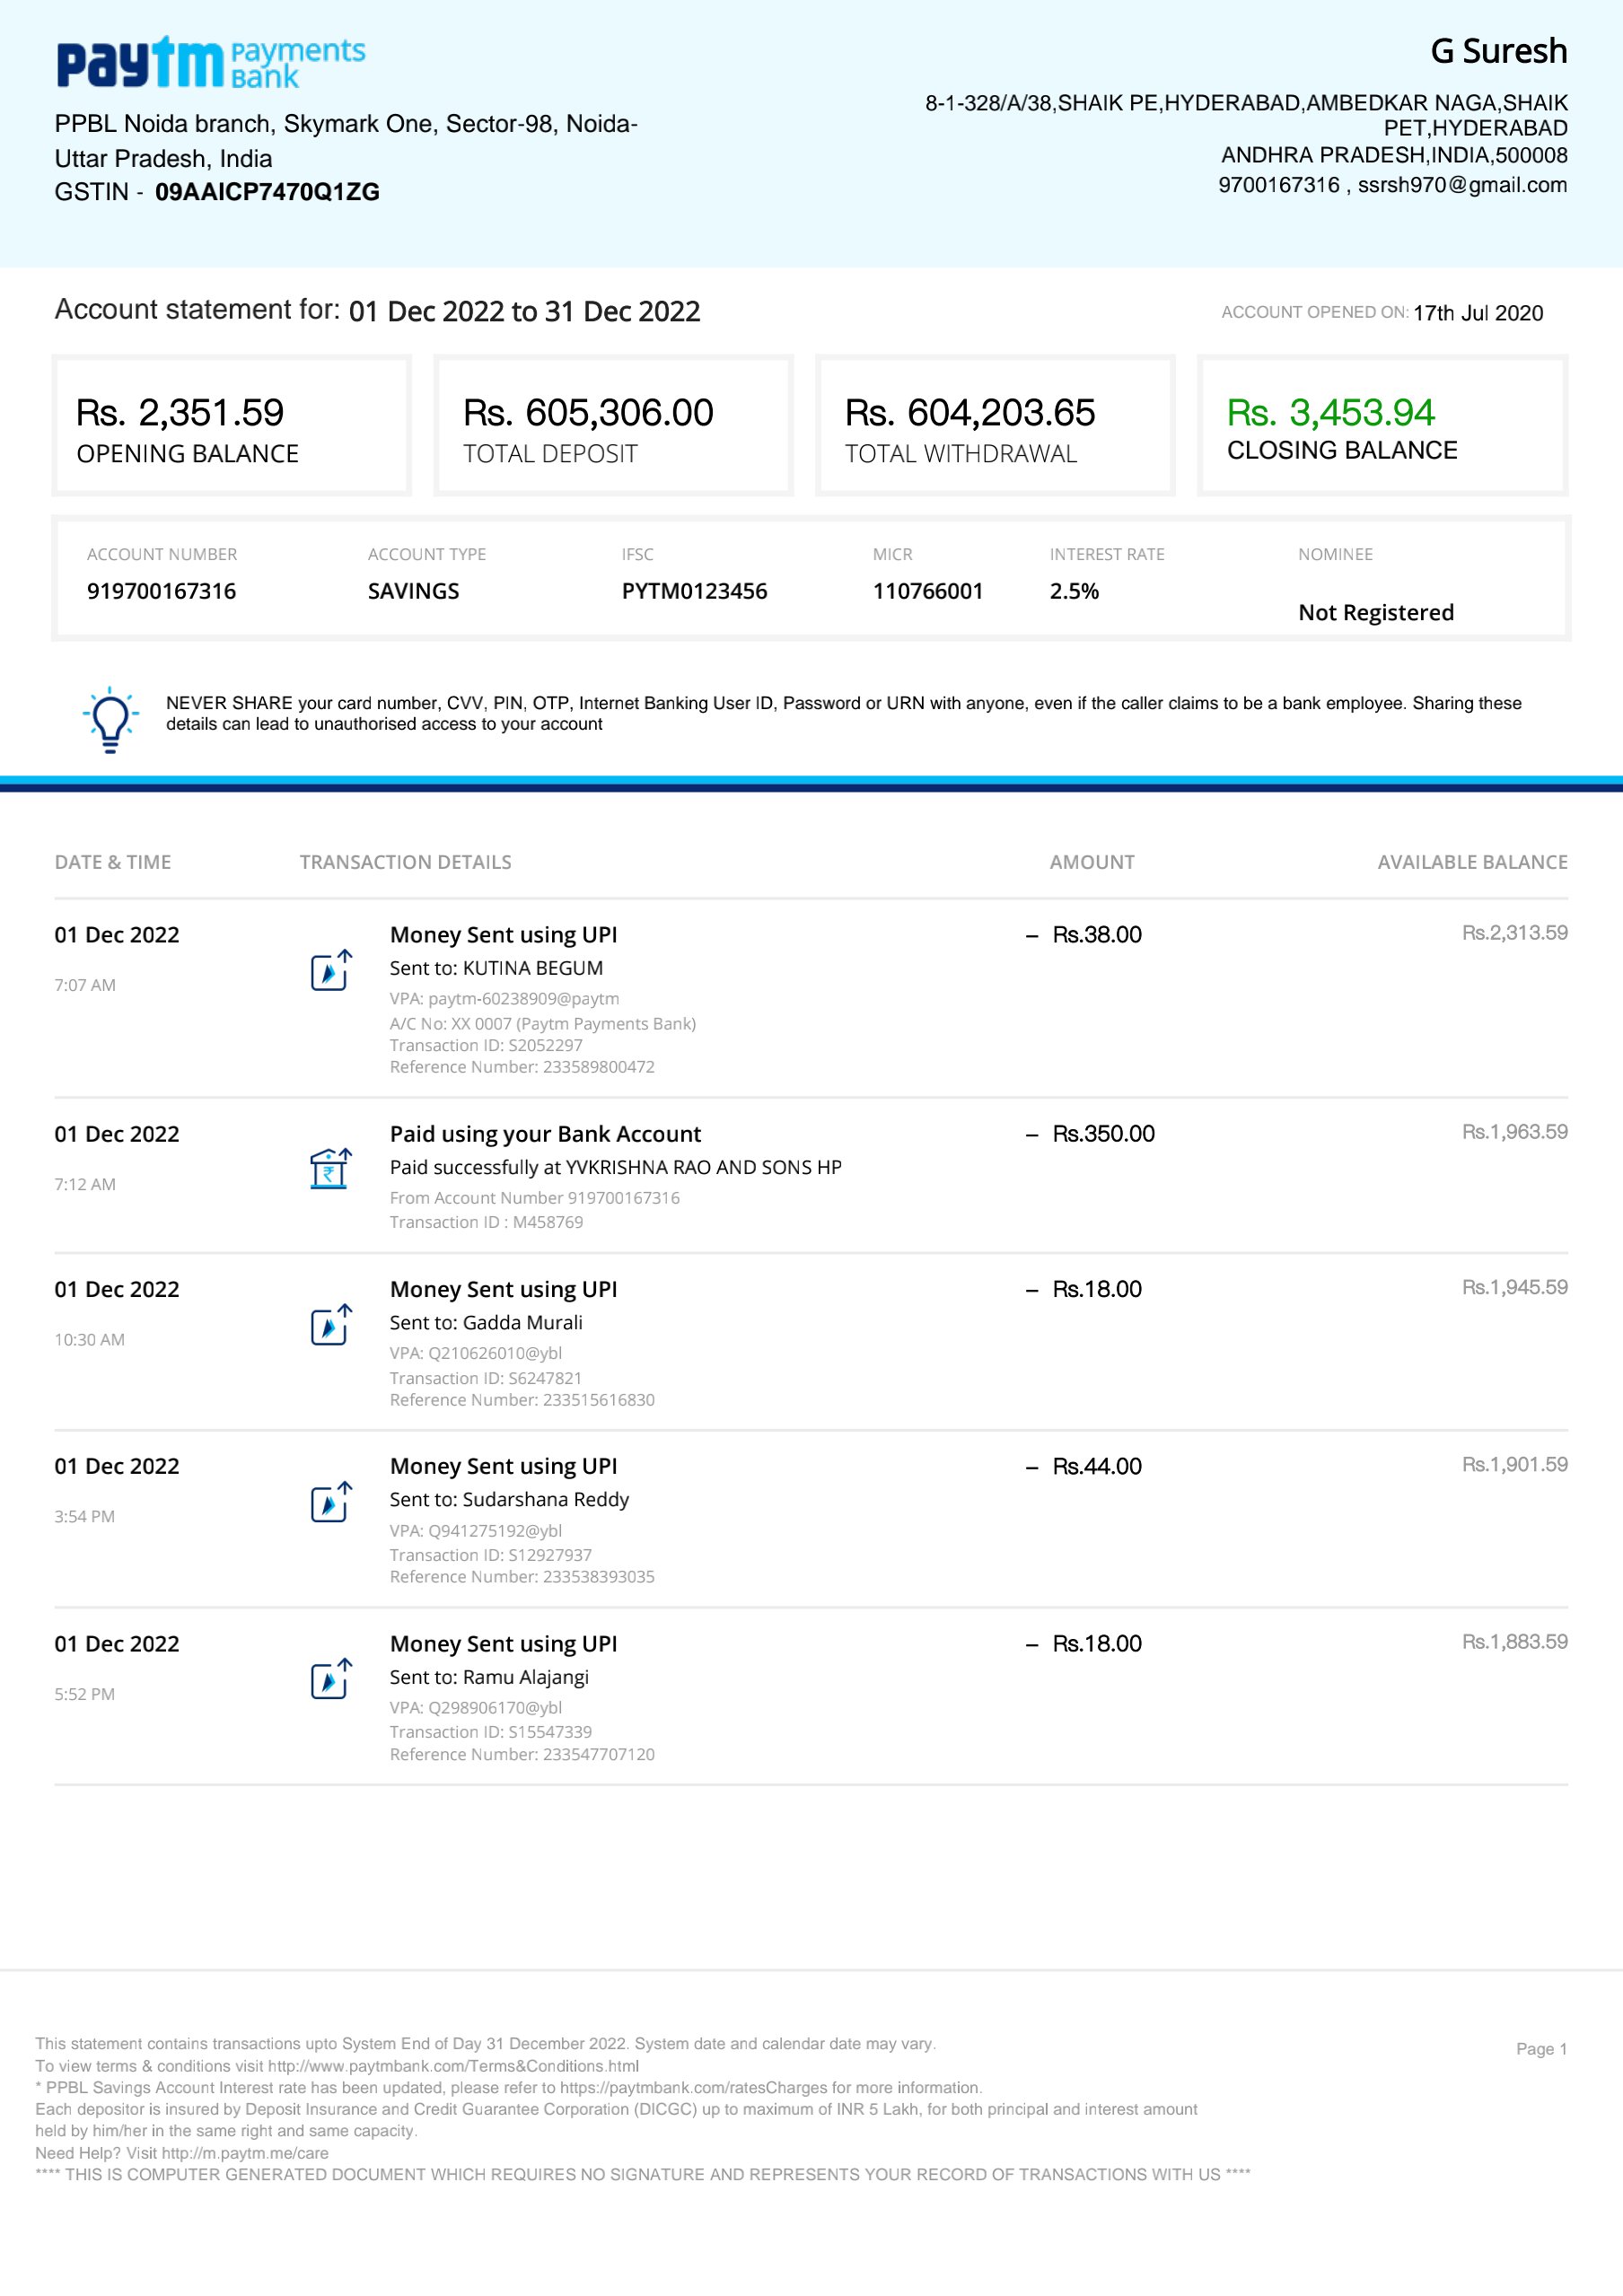 paytm Payments Bank
PPBL Noida branch, Skymark One, Sector-98, Noida-
Uttar Pradesh, India
GSTIN - 09AAICP7470Q1ZG
G Suresh
8-1-328/A/38,SHAIK PE,HYDERABAD,AMBEDKAR NAGA,SHAIK
PET,HYDERABAD
ANDHRA PRADESH,INDIA,500008
9700167316 , ssrsh970@gmail.com
Account statement for: 01 Dec 2022 to 31 Dec 2022
ACCOUNT OPENED ON: 17th Jul 2020
Rs. 2,351.59
OPENING BALANCE
Rs. 605,306.00
TOTAL DEPOSIT
Rs. 604,203.65
TOTAL WITHDRAWAL
Rs. 3,453.94
CLOSING BALANCE
ACCOUNT NUMBER ACCOUNT TYPE IFSC MICR INTEREST RATE NOMINEE
919700167316 SAVINGS PYTM0123456 110766001 2.5% Not Registered
NEVER SHARE your card number, CVV, PIN, OTP, Internet Banking User ID, Password or URN with anyone, even if the caller claims to be a bank employee. Sharing these
details can lead to unauthorised access to your account
DATE & TIME TRANSACTION DETAILS AMOUNT AVAILABLE BALANCE
01 Dec 2022 Money Sent using UPI – Rs.38.00 Rs.2,313.59
Sent to: KUTINA BEGUM
7:07 AM
VPA: paytm-60238909@paytm
A/C No: XX 0007 (Paytm Payments Bank)
Transaction ID: S2052297
Reference Number: 233589800472
01 Dec 2022 Paid using your Bank Account – Rs.350.00 Rs.1,963.59
Paid successfully at YVKRISHNA RAO AND SONS HP
7:12 AM
From Account Number 919700167316
Transaction ID : M458769
01 Dec 2022 Money Sent using UPI – Rs.18.00 Rs.1,945.59
Sent to: Gadda Murali
10:30 AM
VPA: Q210626010@ybl
Transaction ID: S6247821
Reference Number: 233515616830
01 Dec 2022 Money Sent using UPI – Rs.44.00 Rs.1,901.59
Sent to: Sudarshana Reddy
3:54 PM
VPA: Q941275192@ybl
Transaction ID: S12927937
Reference Number: 233538393035
01 Dec 2022 Money Sent using UPI – Rs.18.00 Rs.1,883.59
Sent to: Ramu Alajangi
5:52 PM
VPA: Q298906170@ybl
Transaction ID: S15547339
Reference Number: 233547707120
This statement contains transactions upto System End of Day 31 December 2022. System date and calendar date may vary.
Page 1
To view terms & conditions visit http://www.paytmbank.com/Terms&Conditions.html
* PPBL Savings Account Interest rate has been updated, please refer to https://paytmbank.com/ratesCharges for more information.
Each depositor is insured by Deposit Insurance and Credit Guarantee Corporation (DICGC) up to maximum of INR 5 Lakh, for both principal and interest amount
held by him/her in the same right and same capacity.
Need Help? Visit http://m.paytm.me/care
**** THIS IS COMPUTER GENERATED DOCUMENT WHICH REQUIRES NO SIGNATURE AND REPRESENTS YOUR RECORD OF TRANSACTIONS WITH US ****